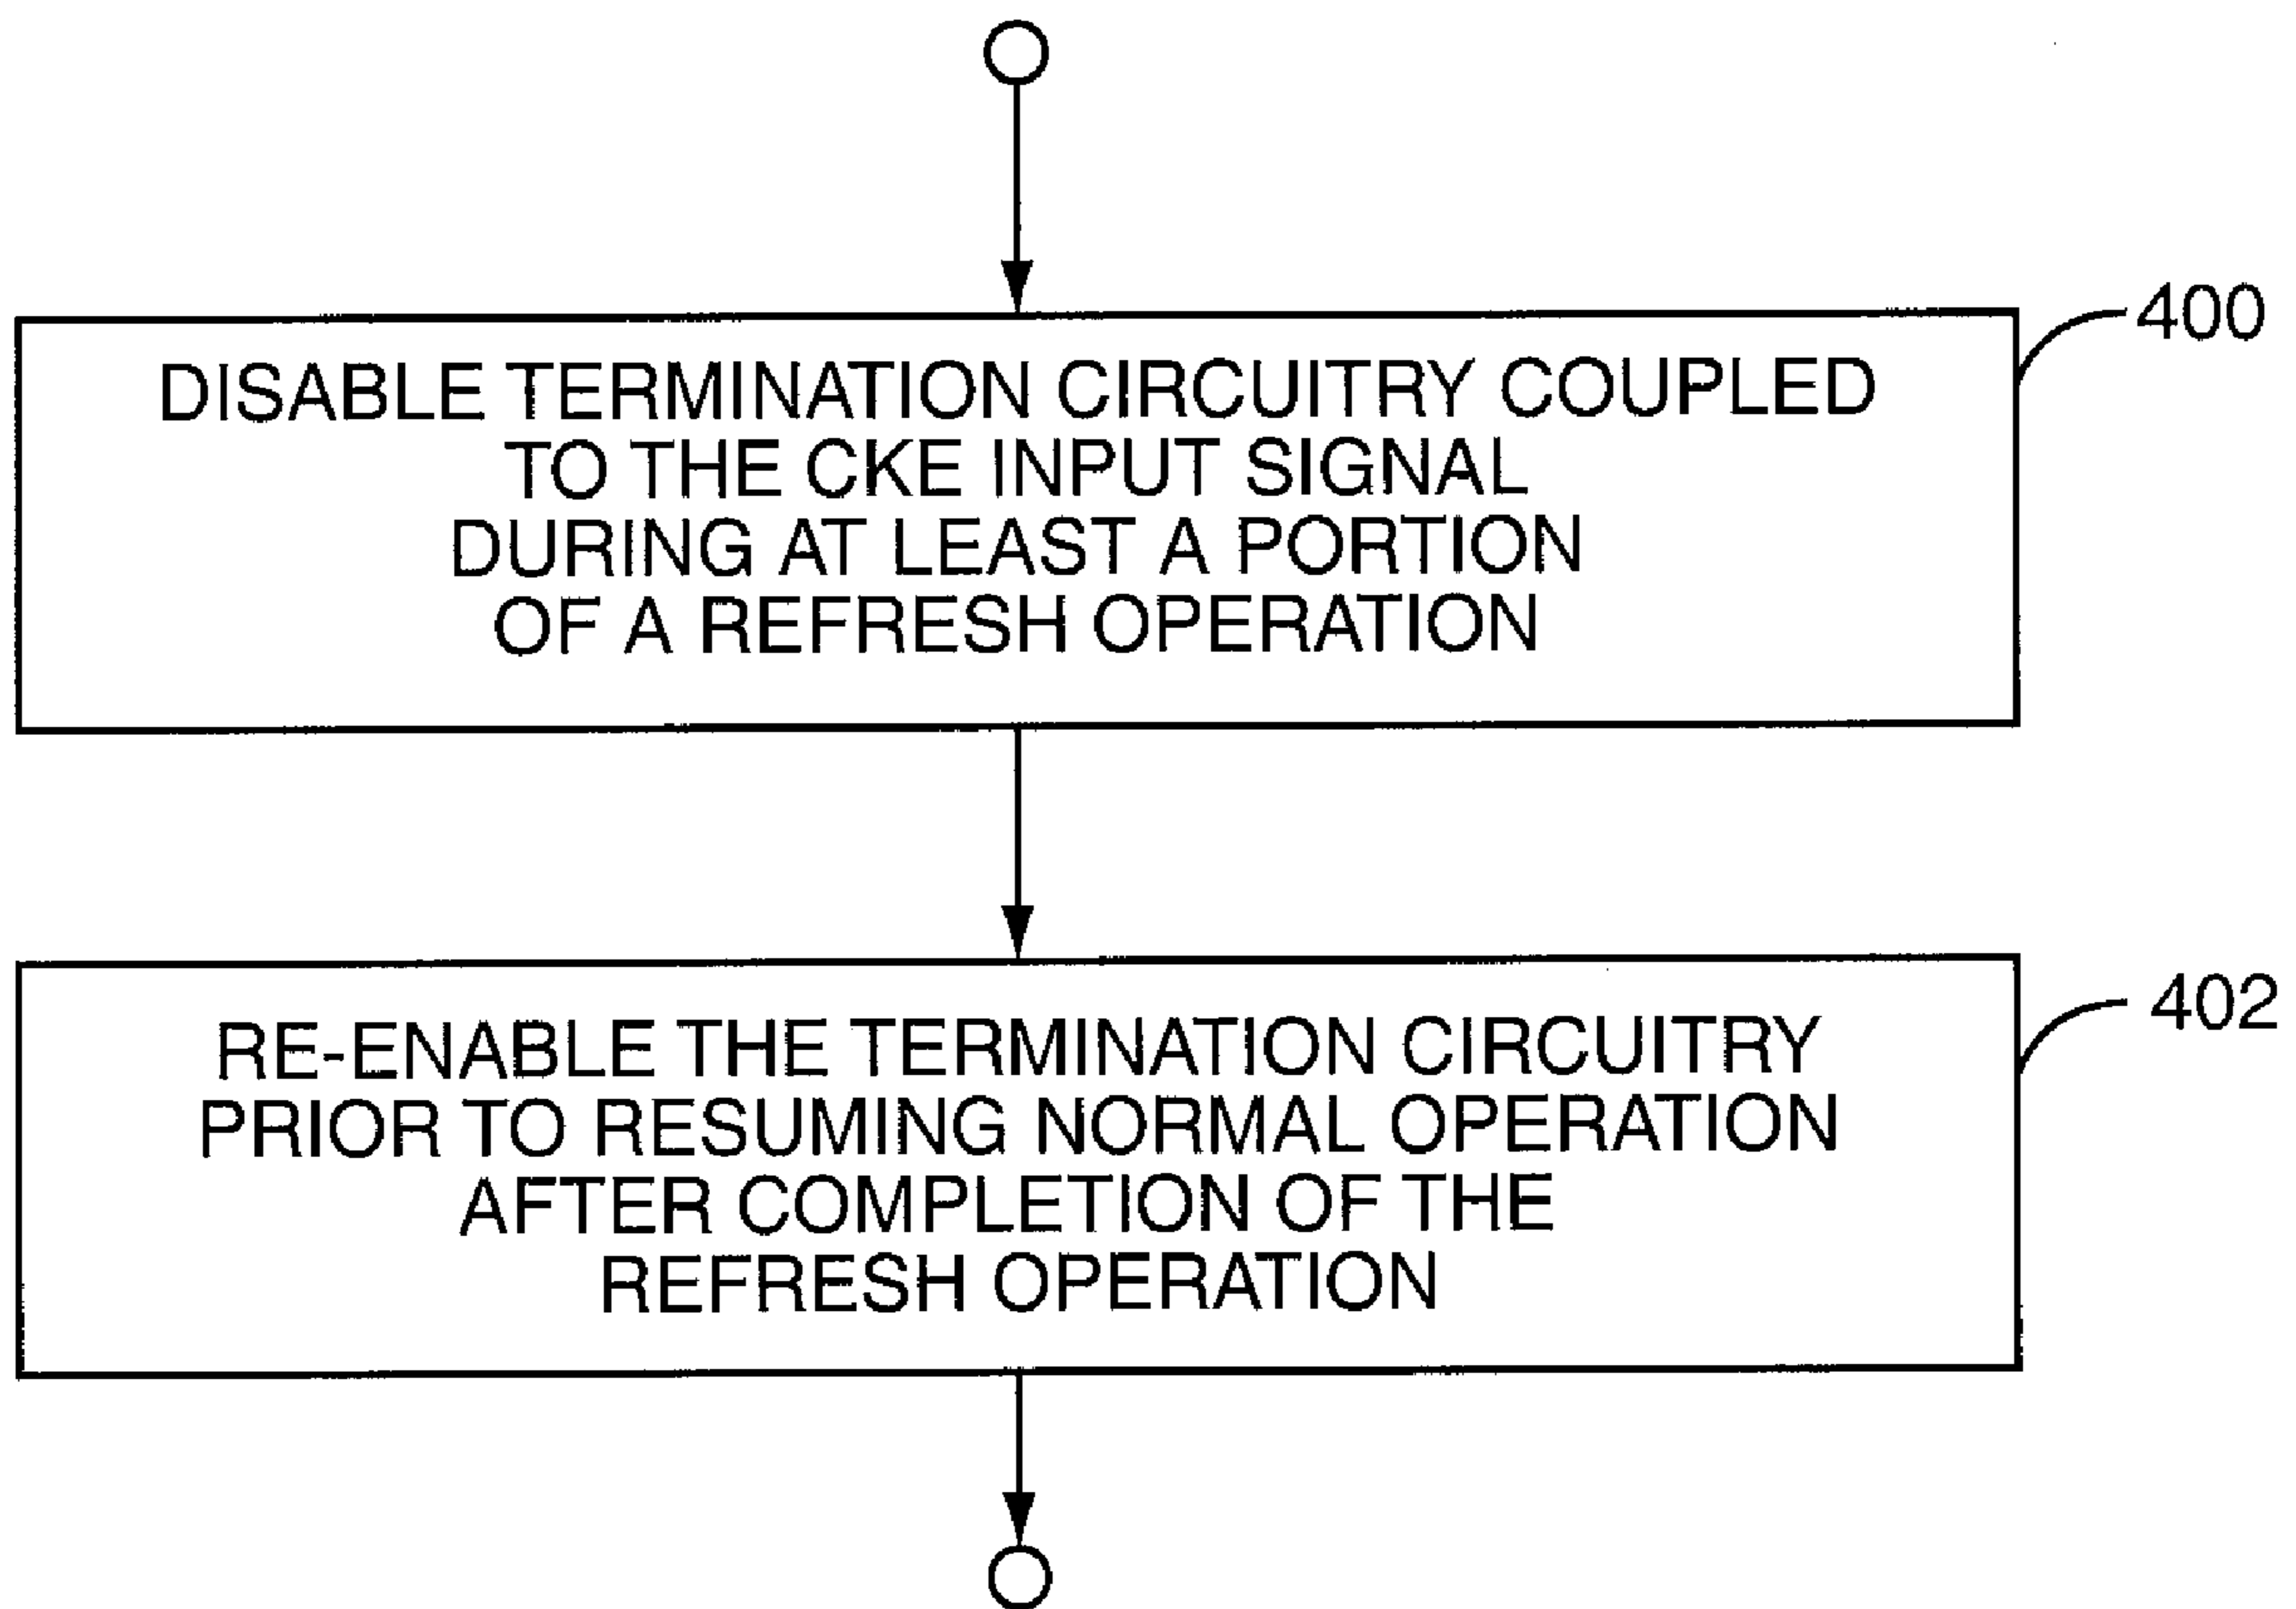 400
DISABLE TERMINATION CIRCUITRY COUPLED
TO THE CKE INPUT SIGNAL
DURING AT LEAST A PORTION
OF A REFRESH OPERATION
402
RE-ENABLE THE TERMINATION CIRCUITRY
PRIOR TO RESUMING NORMAL OPERATION
AFTER COMPLETION OF THE
REFRESH OPERATION